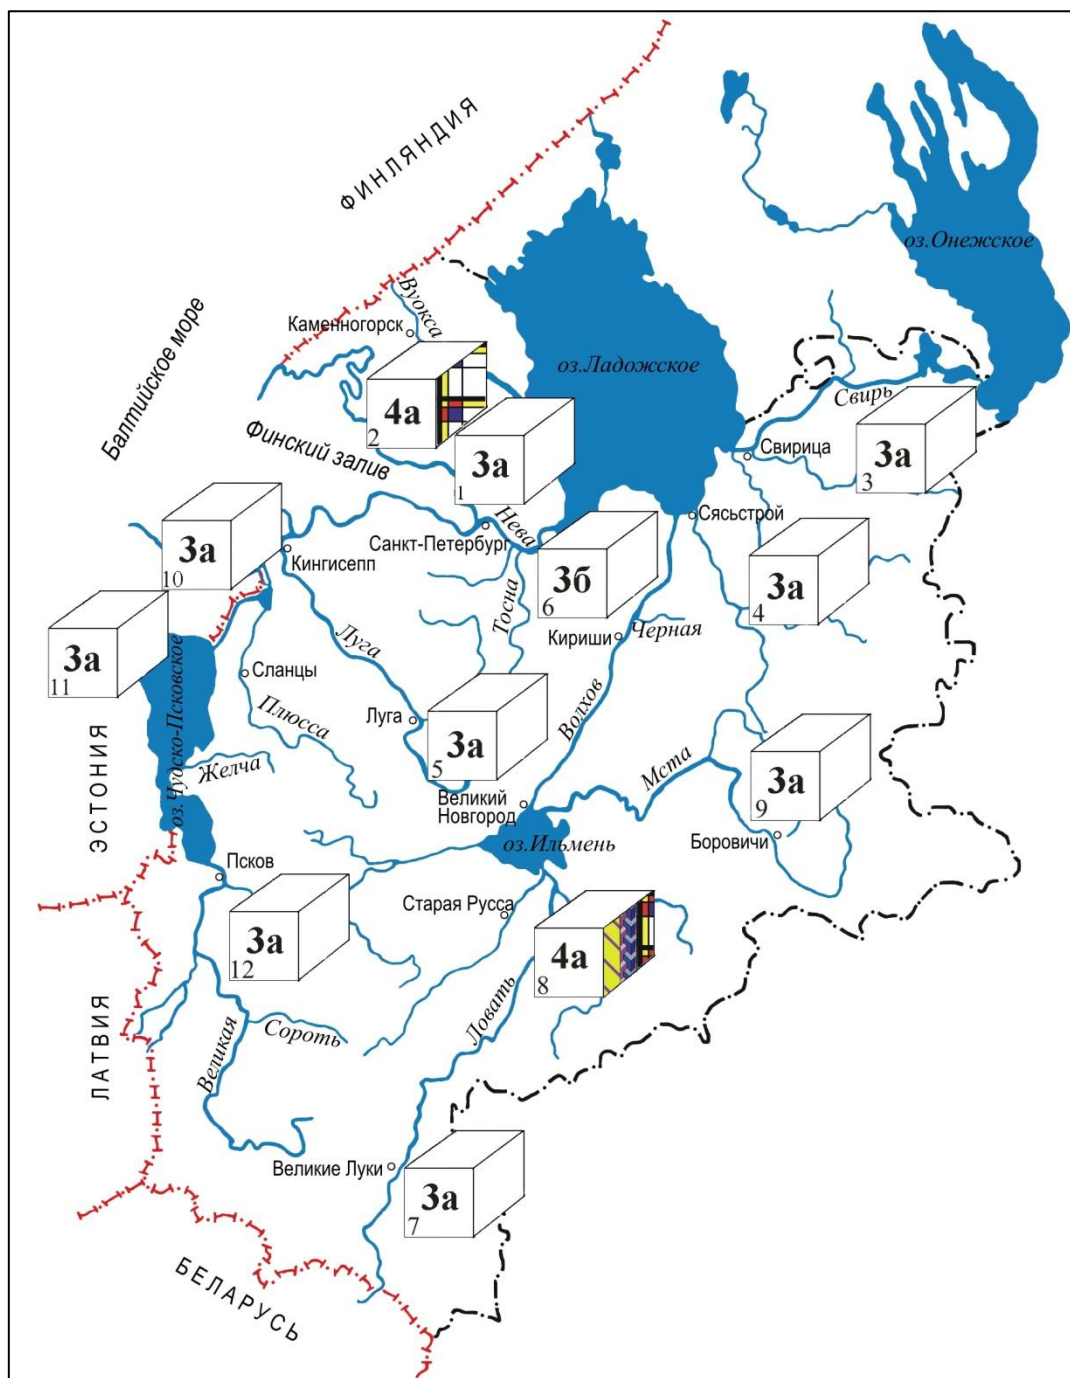 ФИНЛЯНДИЯ
оз.Онежское
Вуокса
Каменногорск
Балтийское море
оз.Ладожское
Свирь
4а
2
Финский залив
3а
1
Свирица
3а
3
Нева
Сясьстрой
Санкт-Петербург
3а
10
Кингисепп
3б
6
3а
4
Тосна
Кириши
Черная
3а
11
Луга
Сланцы
оз.Чудско-Псковское
Плюсса
Луга
3а
5
Волхов
Мста
3а
9
ЭСТОНИЯ
Желча
Великий
Новгород
оз.Ильмень
Боровичи
Псков
Старая Русса
3а
12
4а
8
ЛАТВИЯ
Великая
Сороть
Ловать
Великие Луки
3а
7
БЕЛАРУСЬ